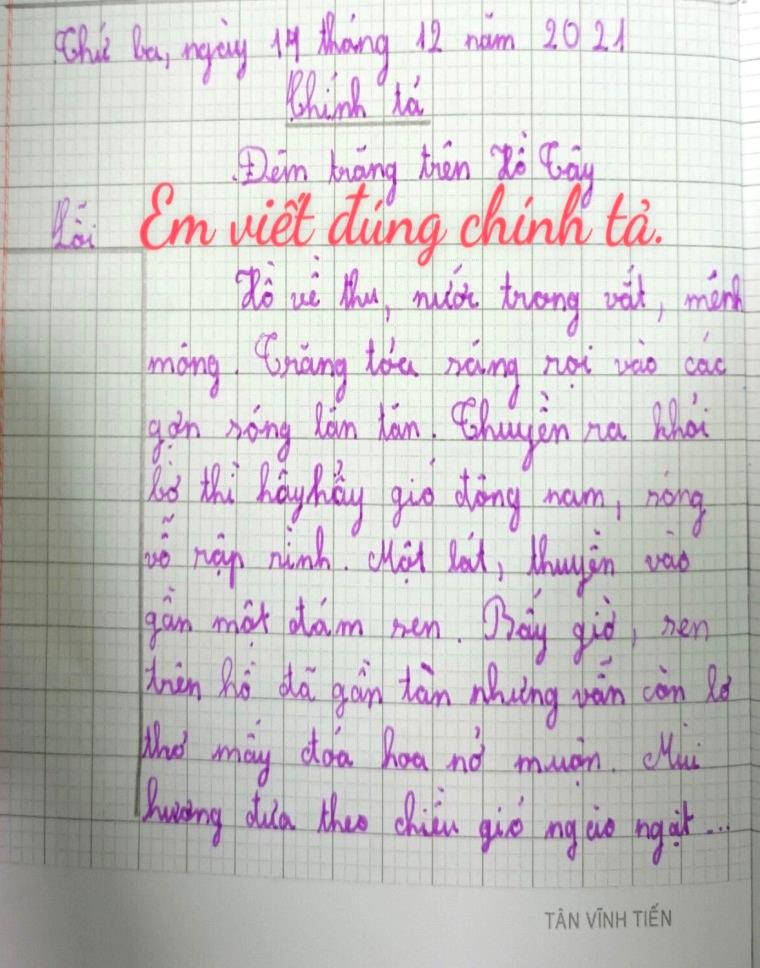 Thứ ba, ngày 14 tháng 12 năm 2021
Chính tả
Đêm trăng trên Hồ Tây
Lỗi
Em viết đúng chính tả.
Hồ về thu, nước trong vắt, mênh
mông. Trăng tỏa sáng rọi vào các
gợn sóng lăn tăn. Thuyền ra khỏi
bờ thì hây hẩy gió đông nam, sóng
vỗ rập rình. Một lát, thuyền vào
gần một đám sen. Bấy giờ, sen
trên hồ đã gần tàn nhưng vẫn còn lơ
thơ mấy đoá hoa nở muộn. Mùi
hương đưa theo chiều gió ngào ngạt...
TÂN VĨNH TIẾN